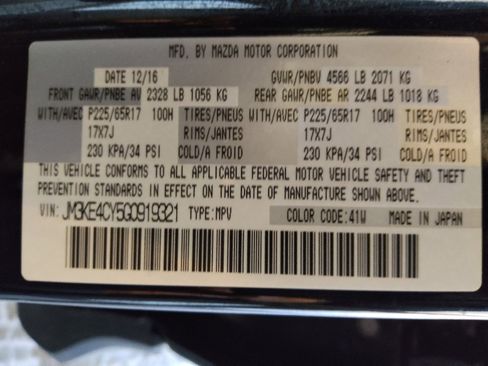 MFD. BY MAZDA MOTOR CORPORATION
DATE 12/16 GVWR/PNBV 4566 LB 2071 KG
FRONT GAWR/PNBE AV 2328 LB 1056 KG REAR GAWR/PNBE AR 2244 LB 1018 KG
WITH/AVEC P225/65R17 100H TIRES/PNEUS WITH/AVEC P225/65R17 100H TIRES/PNEUS
17X7J RIMS/JANTES 17X7J RIMS/JANTES
230 KPA/34 PSI COLD/A FROID 230 KPA/34 PSI COLD/A FROID
THIS VEHICLE CONFORMS TO ALL APPLICABLE FEDERAL MOTOR VEHICLE SAFETY AND THEFT
PREVENTION STANDARDS IN EFFECT ON THE DATE OF MANUFACTURE SHOWN ABOVE.
VIN: JM3KE4CY5G0919321 TYPE: MPV COLOR CODE: 41W MADE IN JAPAN